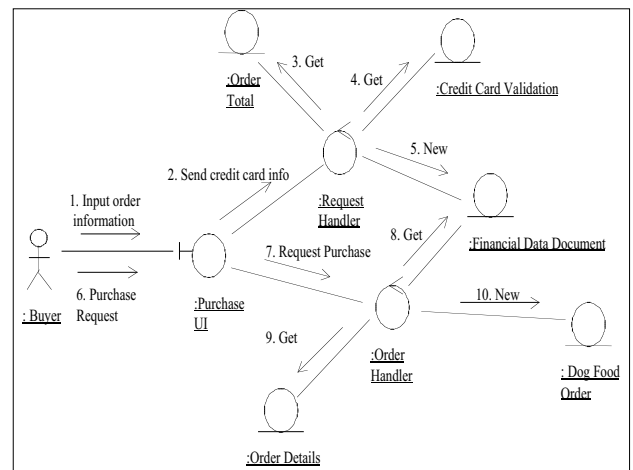 3. Get
4. Get
:Order
Total
:Credit Card Validation
5. New
2. Send credit card info
1. Input order
information
:Request
Handler
8. Get
:Financial Data Document
7. Request Purchase
6. Purchase
Request
: Buyer
:Purchase
UI
10. New
9. Get
:Order
Handler
: Dog Food
Order
:Order Details